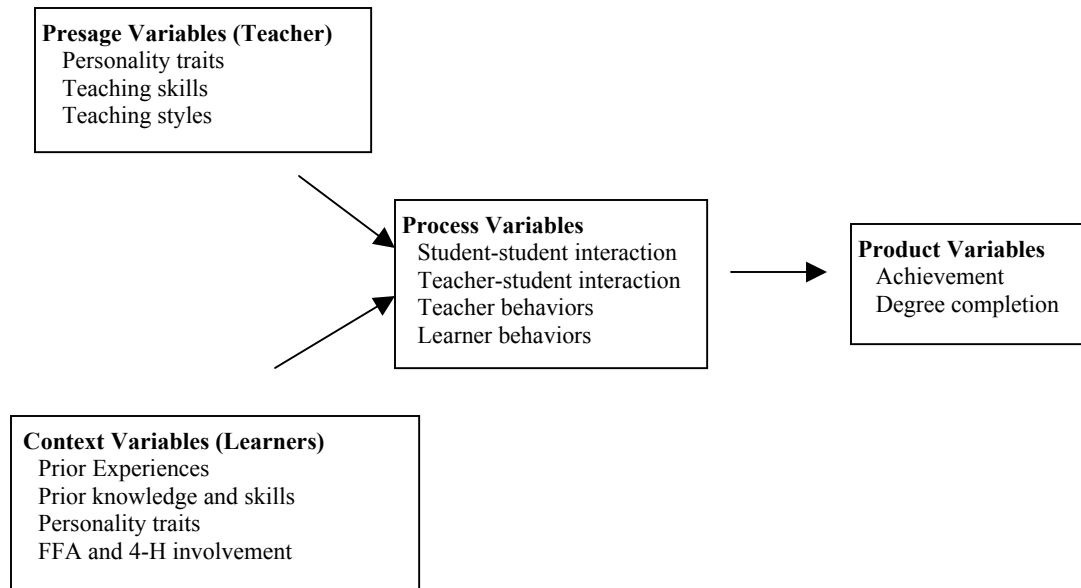 Presage Variables (Teacher)
Personality traits
Teaching skills
Teaching styles
Process Variables
Student-student interaction
Teacher-student interaction
Teacher behaviors
Learner behaviors
Product Variables
Achievement
Degree completion
Context Variables (Learners)
Prior Experiences
Prior knowledge and skills
Personality traits
FFA and 4-H involvement